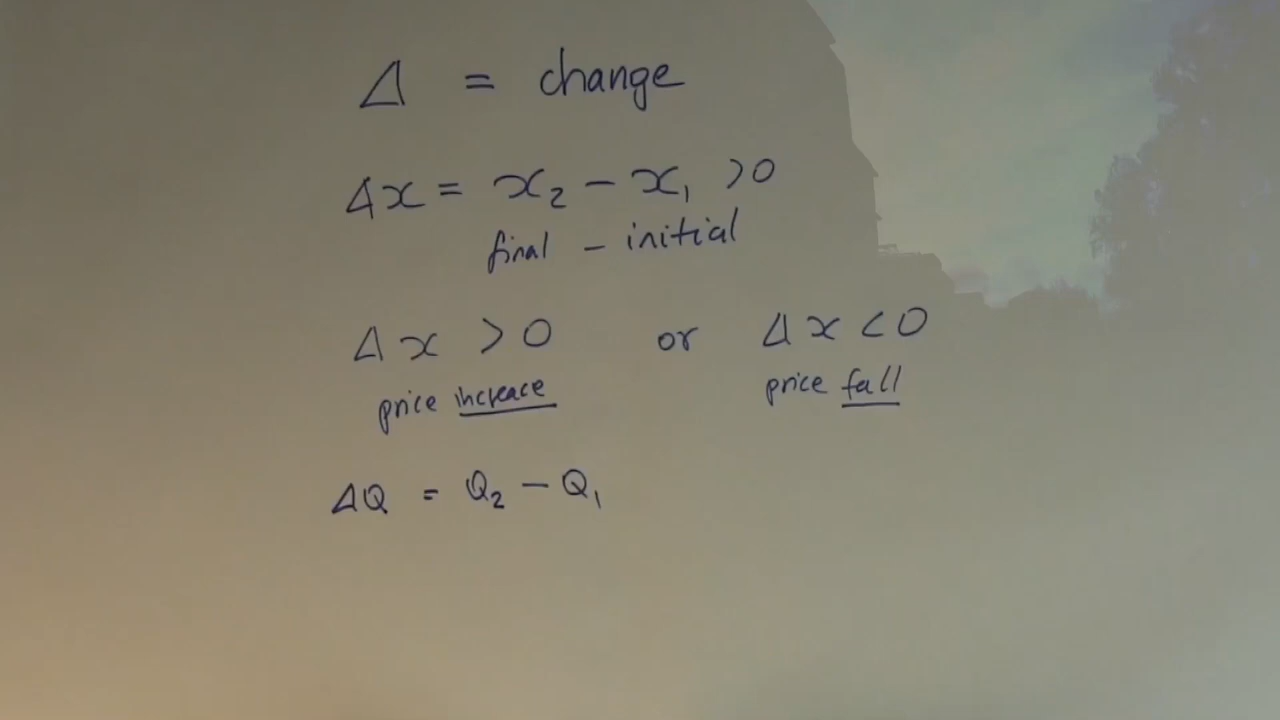 Δ = change
Δx = x₂ - x₁ >0
final - initial
Δx >0 or Δx <0
price increase price fall
ΔQ = Q₂ - Q₁